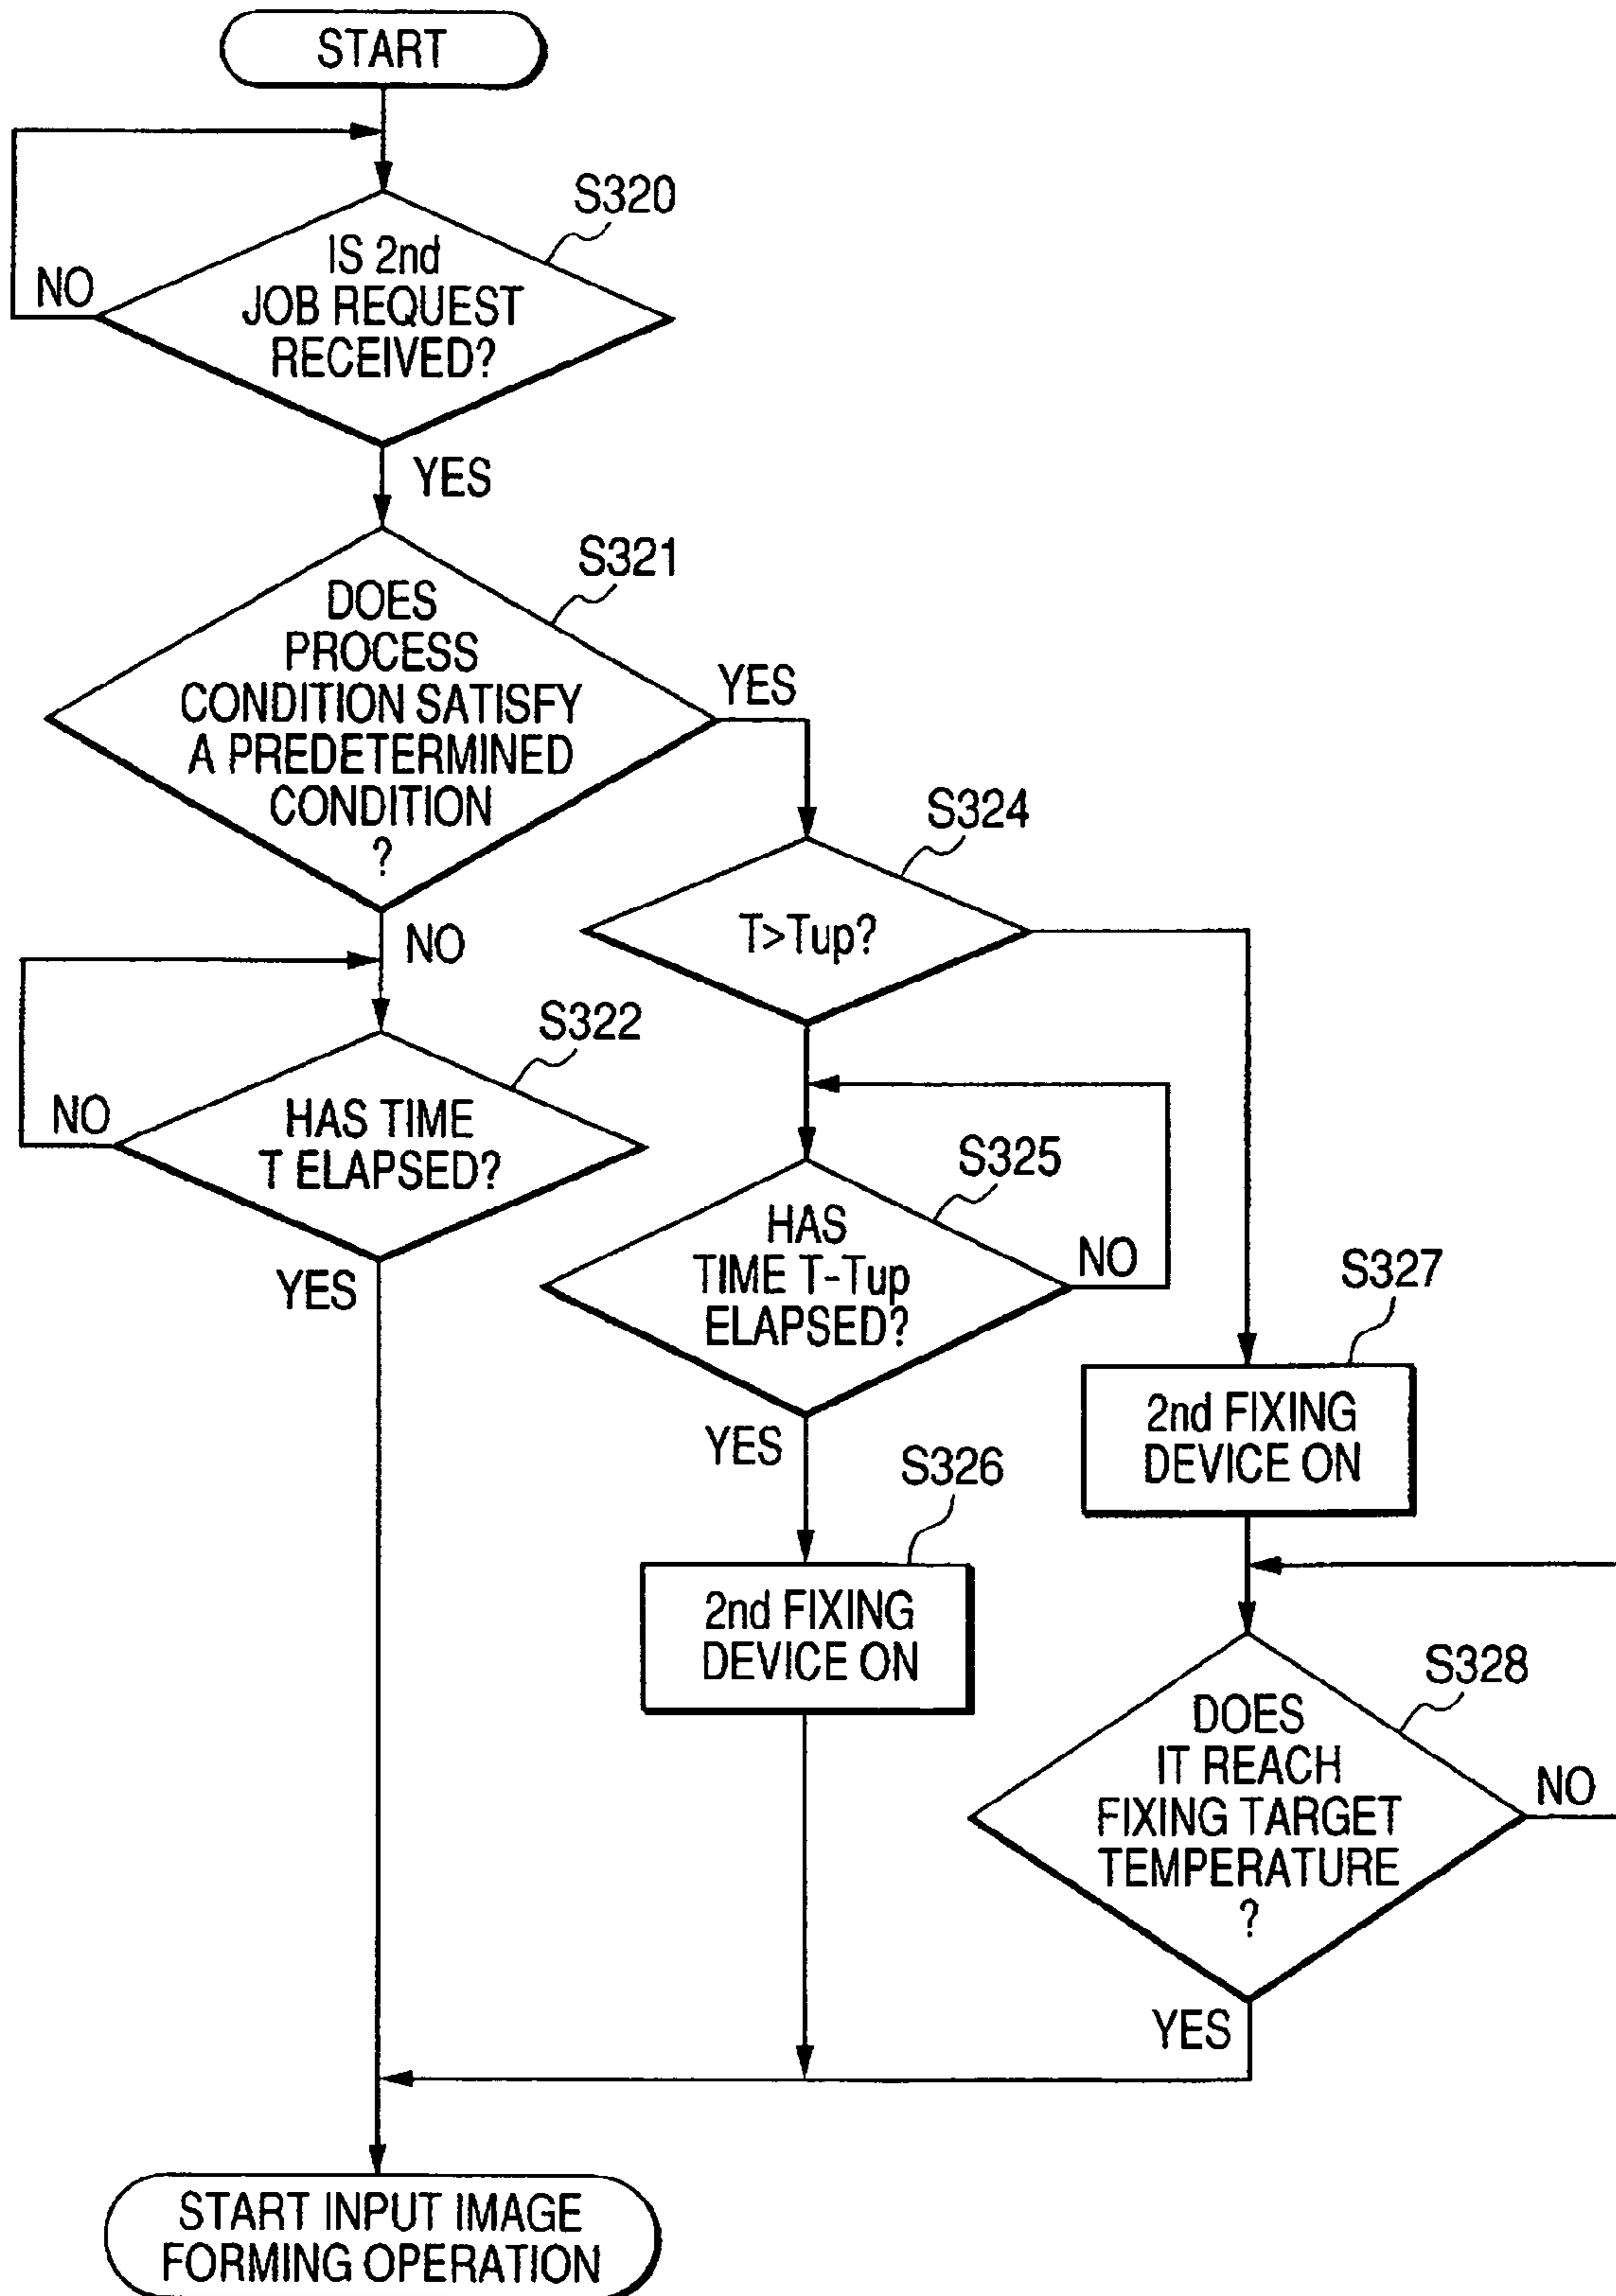 START
S320
IS 2nd
JOB REQUEST
RECEIVED?
NO
YES
S321
DOES
PROCESS
CONDITION SATISFY
A PREDETERMINED
CONDITION
?
YES
NO
S324
T>Tup?
S322
HAS TIME
T ELAPSED?
NO
YES
S325
HAS
TIME T-Tup
ELAPSED?
NO
YES
S327
2nd FIXING
DEVICE ON
S326
2nd FIXING
DEVICE ON
S328
DOES
IT REACH
FIXING TARGET
TEMPERATURE
?
NO
YES
START INPUT IMAGE
FORMING OPERATION